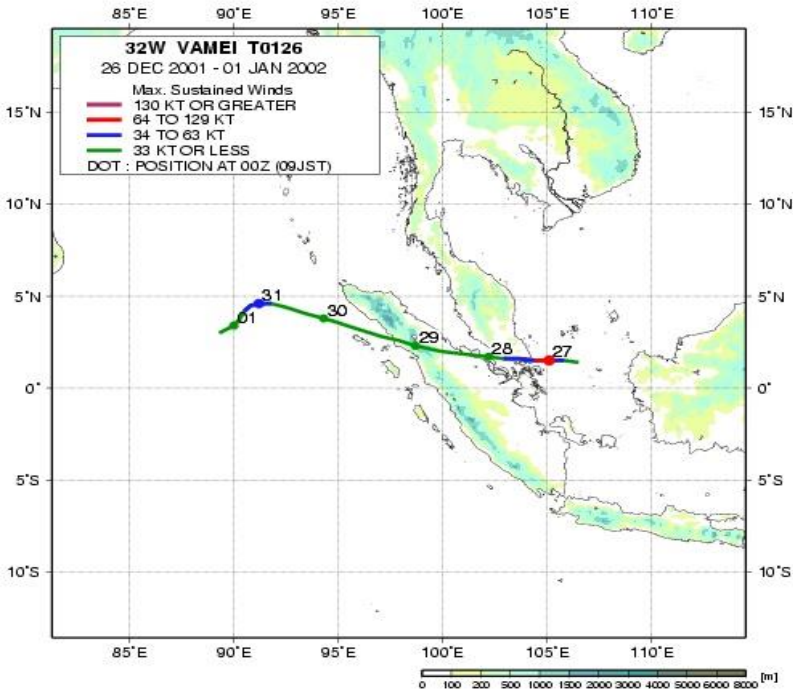 85°E 90°E 95°E 100°E 105°E 110°E
32W VAMEI T0126
26 DEC 2001 - 01 JAN 2002
Max. Sustained Winds
130 KT OR GREATER
64 TO 129 KT
34 TO 63 KT
33 KT OR LESS
DOT : POSITION AT 00Z (09JST)
15°N 15°N
10°N 10°N
5°N 5°N
31
01
30
29
28
27
0° 0°
5°S 5°S
10°S 10°S
85°E 90°E 95°E 100°E 105°E 110°E
[m]
0 100 200 500 1000 1500 2000 3000 4000 5000 6000 8000